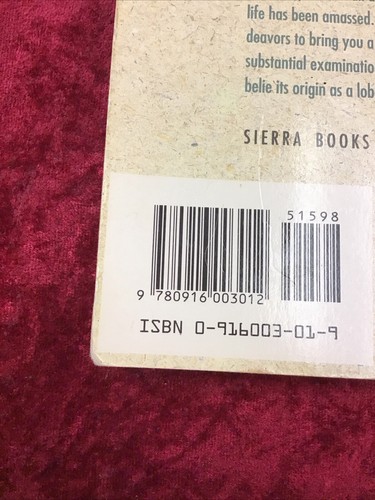 life has been amassed.
deavors to bring you a
substantial examinatio
belie its origin as a lob
SIERRA BOOKS
51598
9 780916 003012
ISBN 0-916003-01-9